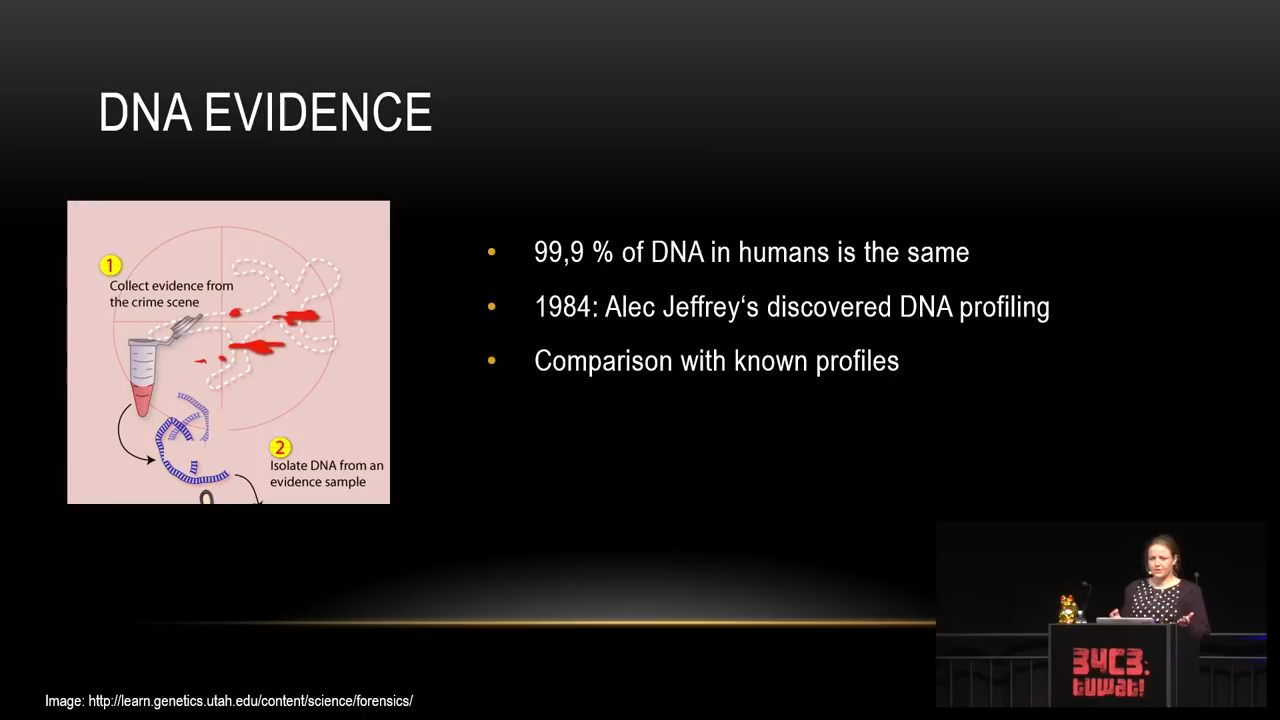 DNA EVIDENCE
1
Collect evidence from
the crime scene
2
Isolate DNA from an
evidence sample
• 99,9 % of DNA in humans is the same
• 1984: Alec Jeffrey‘s discovered DNA profiling
• Comparison with known profiles
34C3.
tuwat!
Image: http://learn.genetics.utah.edu/content/science/forensics/